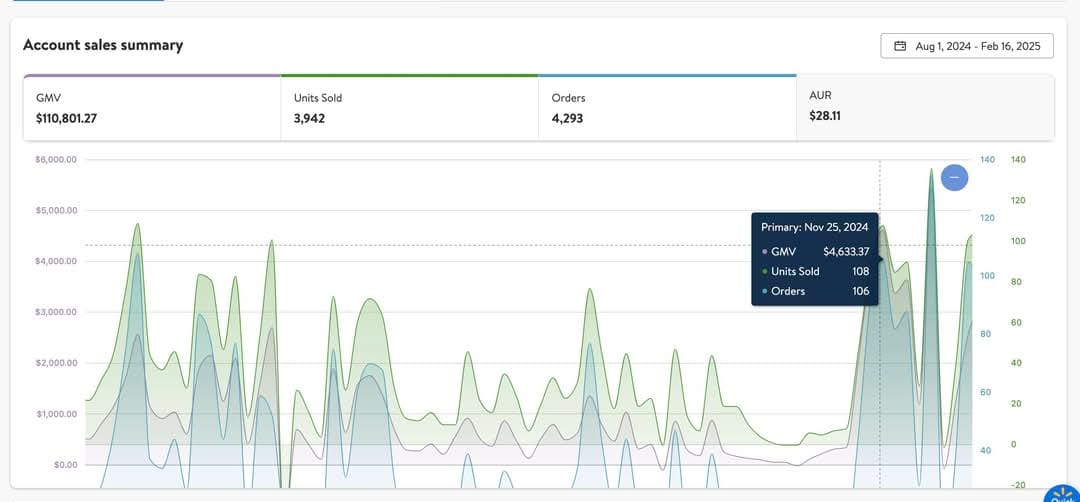 Account sales summary
Aug 1, 2024 - Feb 16, 2025
GMV
$110,801.27
Units Sold
3,942
Orders
4,293
AUR
$28.11
$6,000.00
$5,000.00
$4,000.00
$3,000.00
$2,000.00
$1,000.00
$0.00
Primary: Nov 25, 2024
GMV $4,633.37
Units Sold 108
Orders 106
140
120
100
80
60
40
140
120
100
80
60
40
20
0
-20